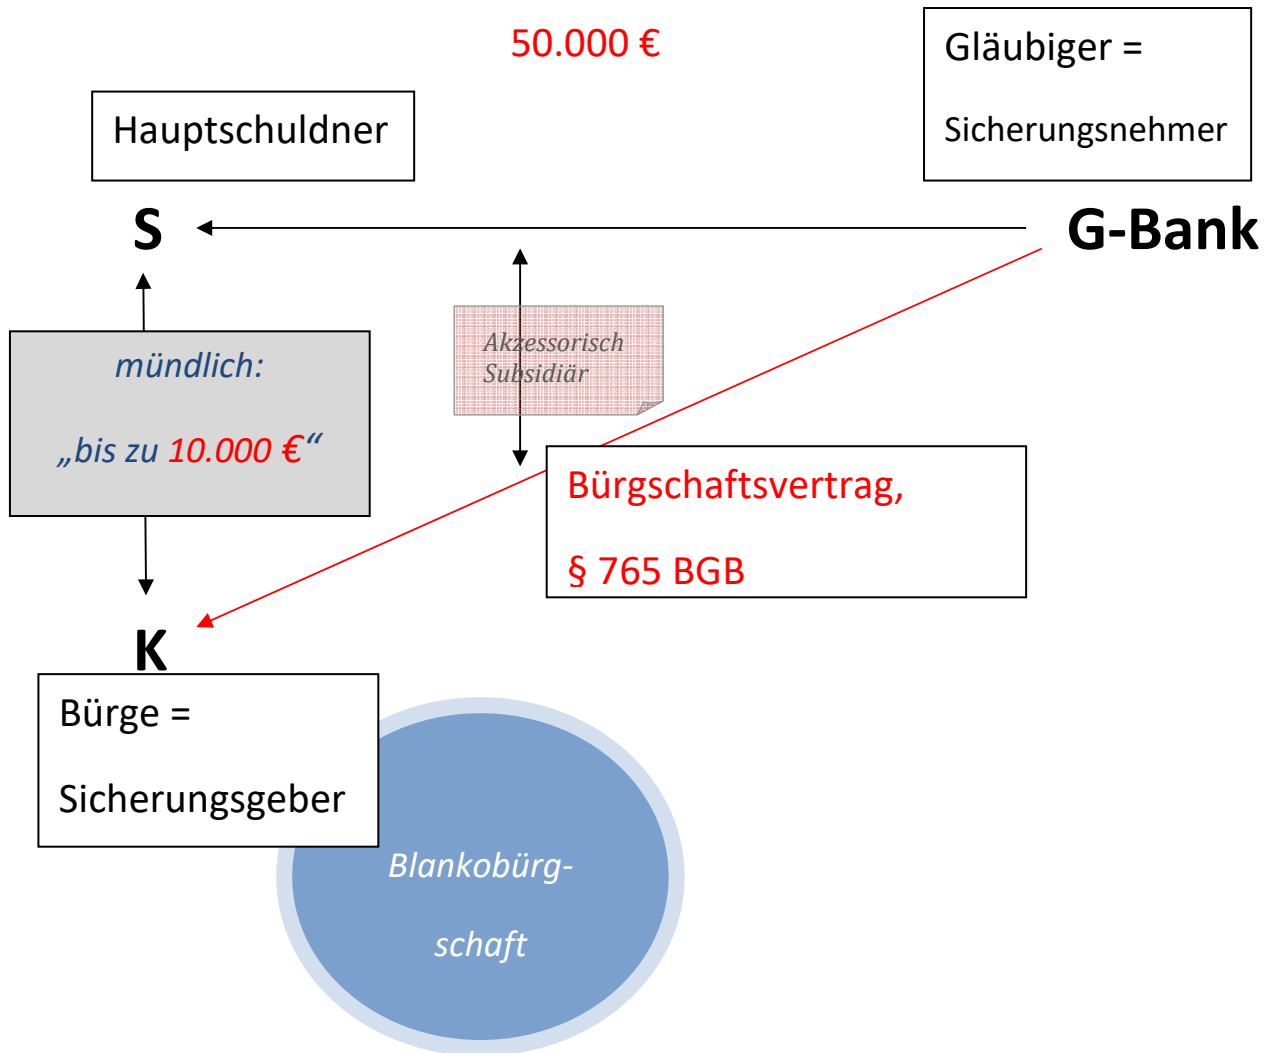 50.000 €
Gläubiger =
Sicherungsnehmer
Hauptschuldner
S
G-Bank
mündlich:
„bis zu 10.000 €“
Akzessorisch
Subsidiär
Bürgschaftsvertrag,
§ 765 BGB
K
Bürge =
Sicherungsgeber
Blankobürg-
schaft